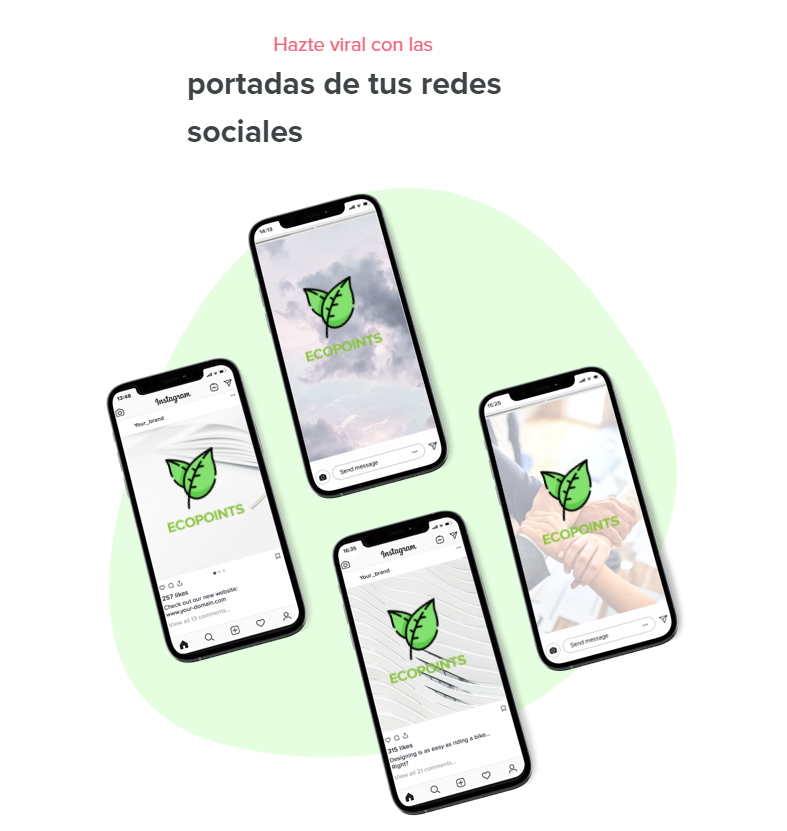 Hazte viral con las
portadas de tus redes
sociales
14:13
ECOPOINTS
Send message
13:48
Instagram
Your_brand
ECOPOINTS
257 likes
Check out our new website:
www.your-domain.com
View all 13 comments...
15:25
ECOPOINTS
Send message
16:35
Instagram
Your_brand
ECOPOINTS
315 likes
Designing is as easy as riding a bike...
Right?
View all 21 comments...